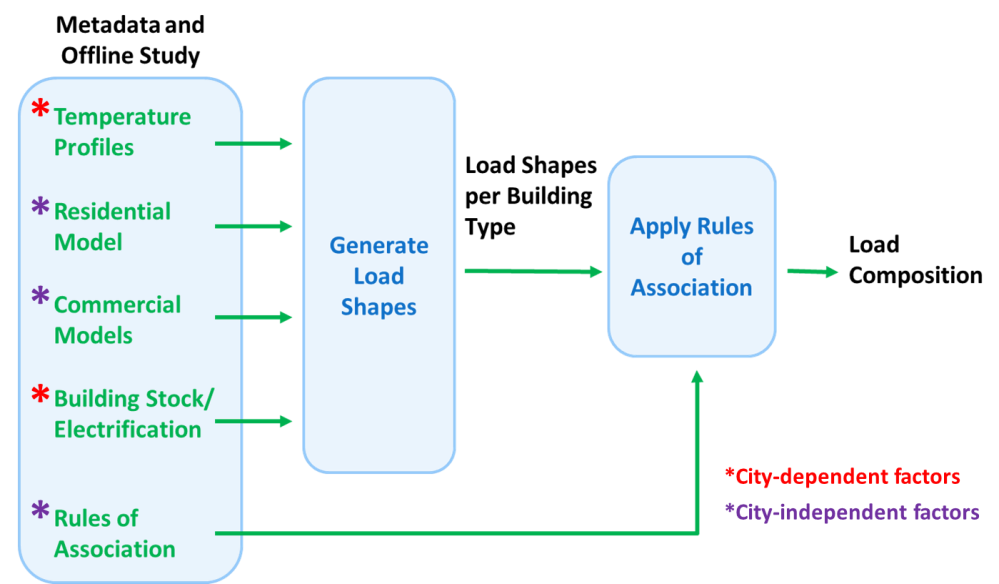 Metadata and
Offline Study
*Temperature
Profiles
*Residential
Model
*Commercial
Models
*Building Stock/
Electrification
*Rules of
Association
Generate
Load
Shapes
Load Shapes
per Building
Type
Apply Rules
of
Association
Load
Composition
*City-dependent factors
*City-independent factors